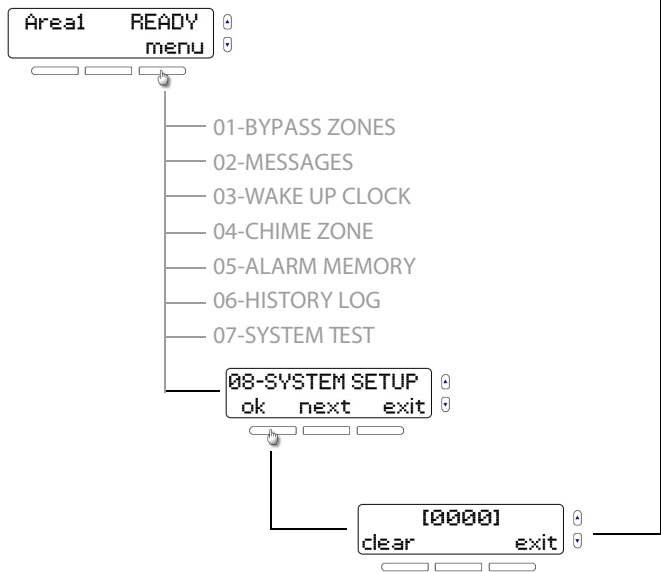 Area1 READY
menu
01-BYPASS ZONES
02-MESSAGES
03-WAKE UP CLOCK
04-CHIME ZONE
05-ALARM MEMORY
06-HISTORY LOG
07-SYSTEM TEST
08-SYSTEM SETUP
ok next exit
[0000]
clear exit